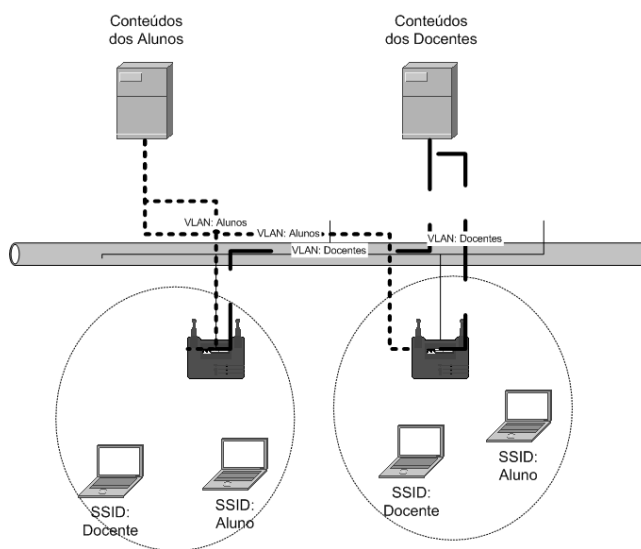 Conteúdos
dos Alunos
Conteúdos
dos Docentes
VLAN: Alunos
VLAN: Alunos
VLAN: Docentes
VLAN: Docentes
SSID:
Docente
SSID:
Aluno
SSID:
Docente
SSID:
Aluno